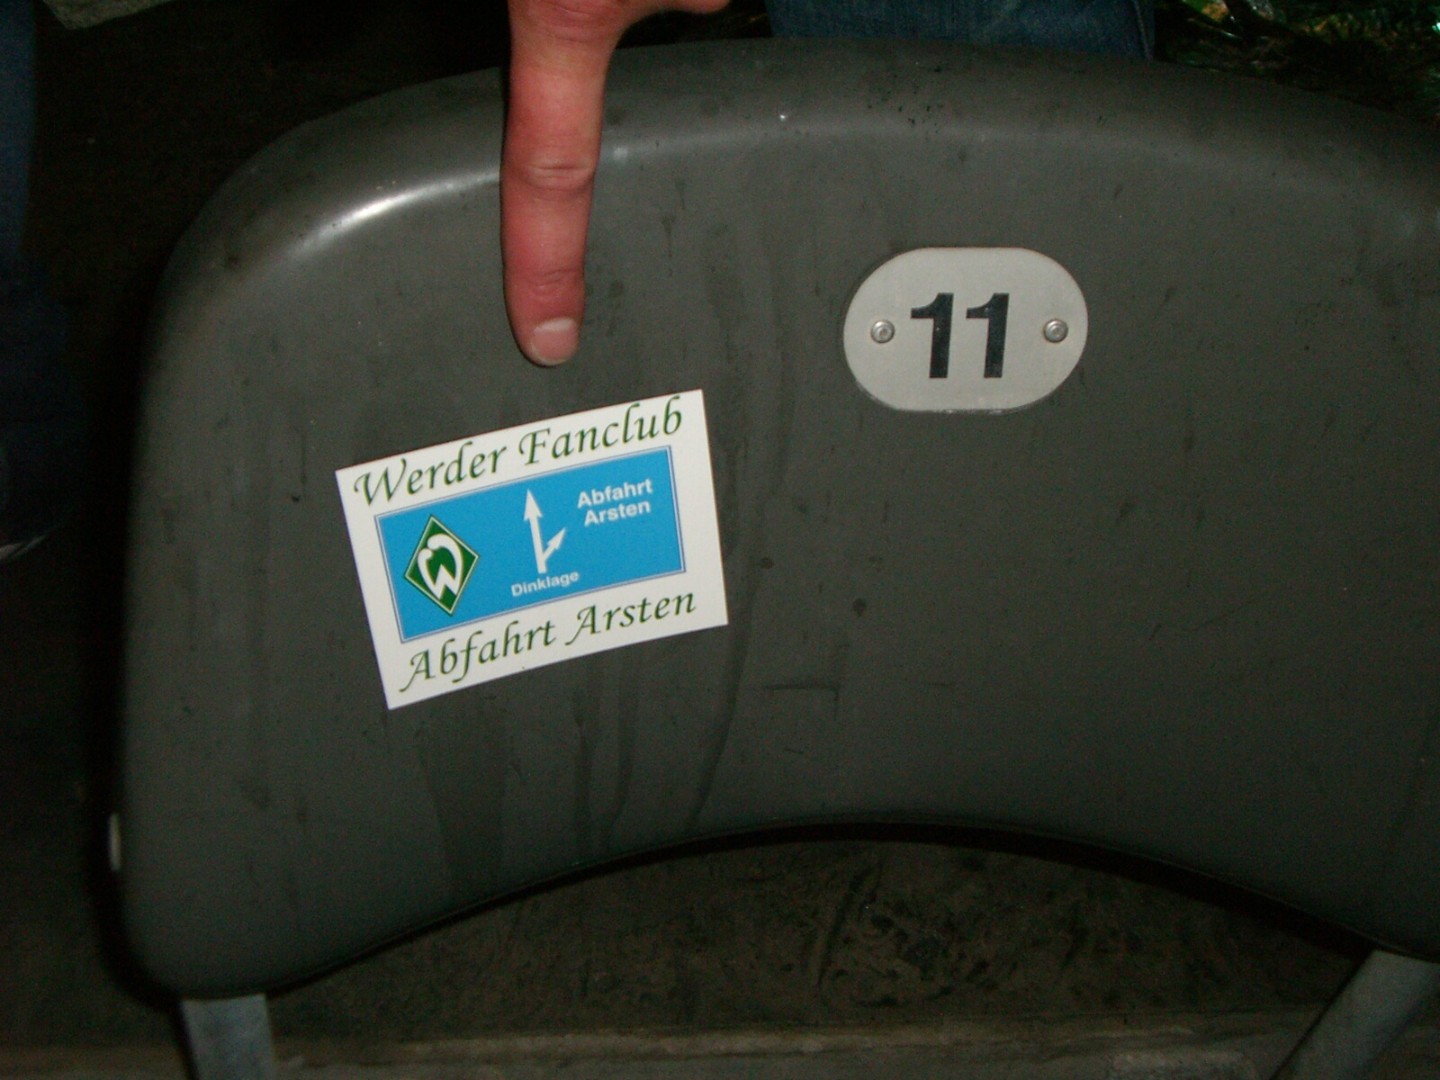 11
Werder Fanclub
Abfahrt
Arsten
W
Dinklage
Abfahrt Arsten